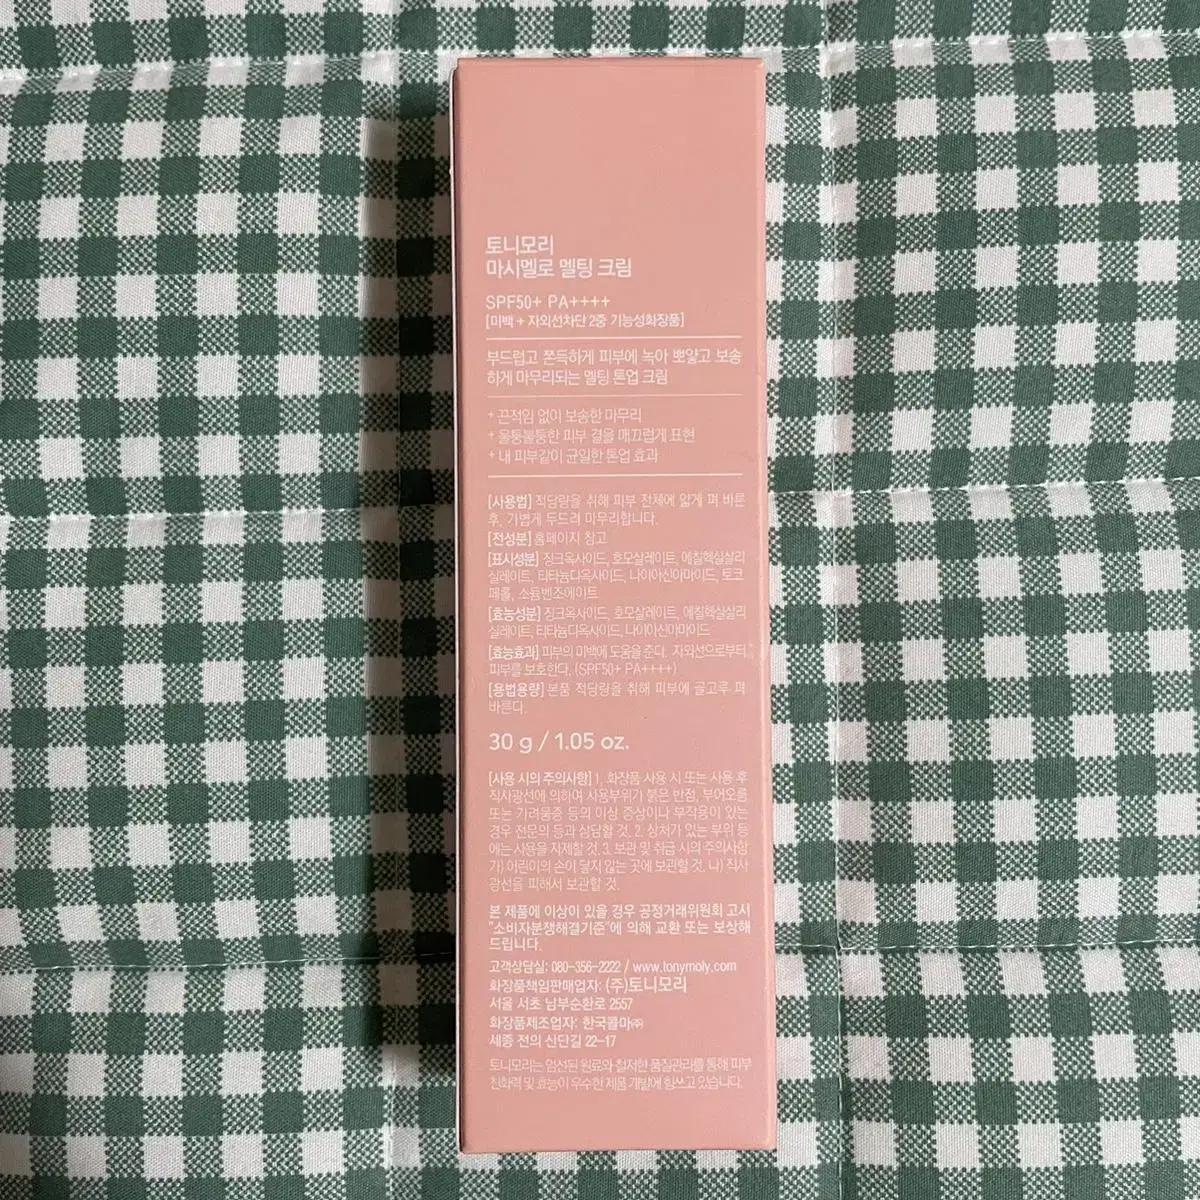 토니모리
마시멜로 멜팅 크림
SPF50+ PA++++
[미백 + 자외선차단 2중 기능성화장품]
부드럽고 쫀득하게 피부에 녹아 뽀얗고 보송
하게 마무리되는 멜팅 톤업 크림
+ 끈적임 없이 보송한 마무리
+ 울퉁불퉁한 피부 결을 매끄럽게 표현
+ 내 피부같이 균일한 톤업 효과
[사용법] 적당량을 취해 피부 전체에 얇게 펴 바른
후, 가볍게 두드려 마무리합니다.
[전성분] 홈페이지 참고
[표시성분] 징크옥사이드, 호모살레이트, 에칠헥실살리
실레이트, 티타늄디옥사이드, 나이아신아마이드, 토코
페롤, 소듐벤조에이트
[효능성분] 징크옥사이드, 호모살레이트, 에칠헥실살리
실레이트, 티타늄디옥사이드, 나이아신아마이드
[효능효과] 피부의 미백에 도움을 준다. 자외선으로부터
피부를 보호한다. (SPF50+ PA++++)
[용법용량] 본품 적당량을 취해 피부에 골고루 펴
바른다.
30 g / 1.05 oz.
[사용 시의 주의사항] 1. 화장품 사용 시 또는 사용 후
직사광선에 의하여 사용부위가 붉은 반점, 부어오름
또는 가려움증 등의 이상 증상이나 부작용이 있는
경우 전문의 등과 상담할 것. 2. 상처가 있는 부위 등
에는 사용을 자제할 것. 3. 보관 및 취급 시의 주의사항
가) 어린이의 손이 닿지 않는 곳에 보관할 것. 나) 직사
광선을 피해서 보관할 것.
본 제품에 이상이 있을 경우 공정거래위원회 고시
"소비자분쟁해결기준"에 의해 교환 또는 보상해
드립니다.
고객상담실: 080-356-2222 / www.tonymoly.com
화장품책임판매업자: (주)토니모리
서울 서초 남부순환로 2557
화장품제조업자: 한국콜마㈜
세종 전의 산단길 22-17
토니모리는 엄선된 원료와 철저한 품질관리를 통해 피부
친화력 및 효능이 우수한 제품 개발에 힘쓰고 있습니다.